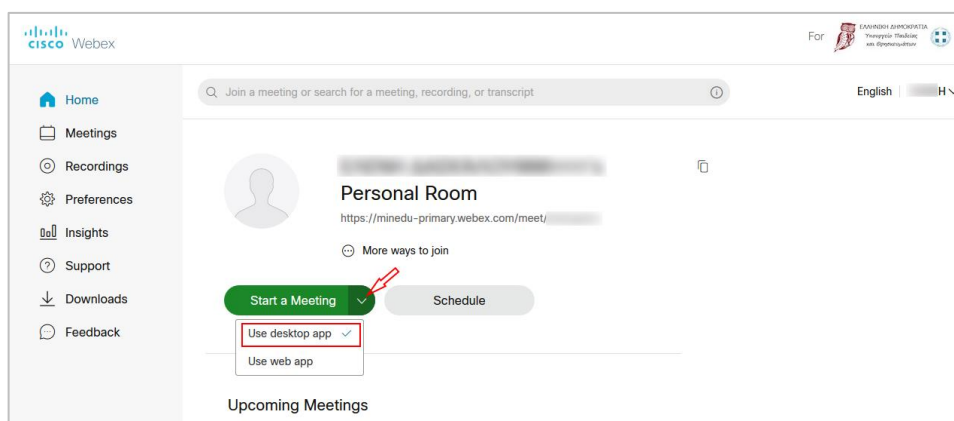 CISCO Webex
For
ΕΛΛΗΝΙΚΗ ΔΗΜΟΚΡΑΤΙΑ
Υπουργείο Παιδείας
και Θρησκευμάτων
Join a meeting or search for a meeting, recording, or transcript
English
H
Home
Meetings
Recordings
Preferences
Insights
Support
Downloads
Feedback
Personal Room
https://minedu-primary.webex.com/meet/
More ways to join
Start a Meeting
Schedule
Use desktop app
Use web app
Upcoming Meetings